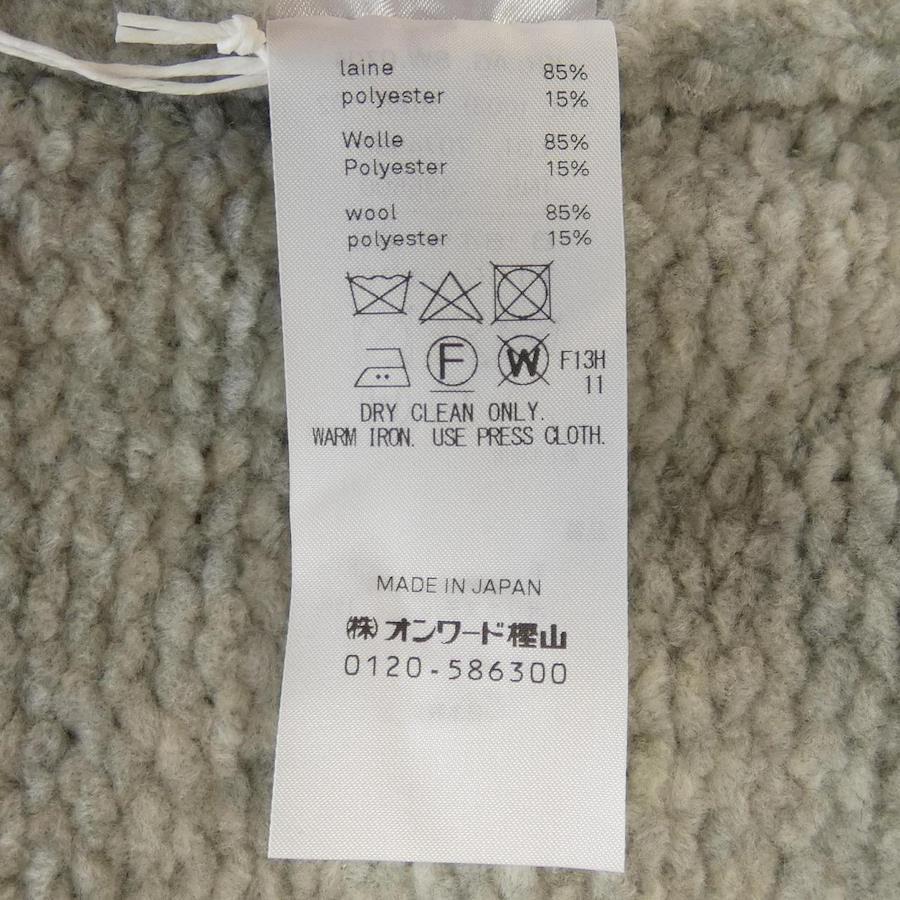 laine 85%
polyester 15%
Wolle 85%
Polyester 15%
wool 85%
polyester 15%
F W F13H
11
DRY CLEAN ONLY.
WARM IRON. USE PRESS CLOTH.
MADE IN JAPAN
㈱オンワード樫山
0120-586300